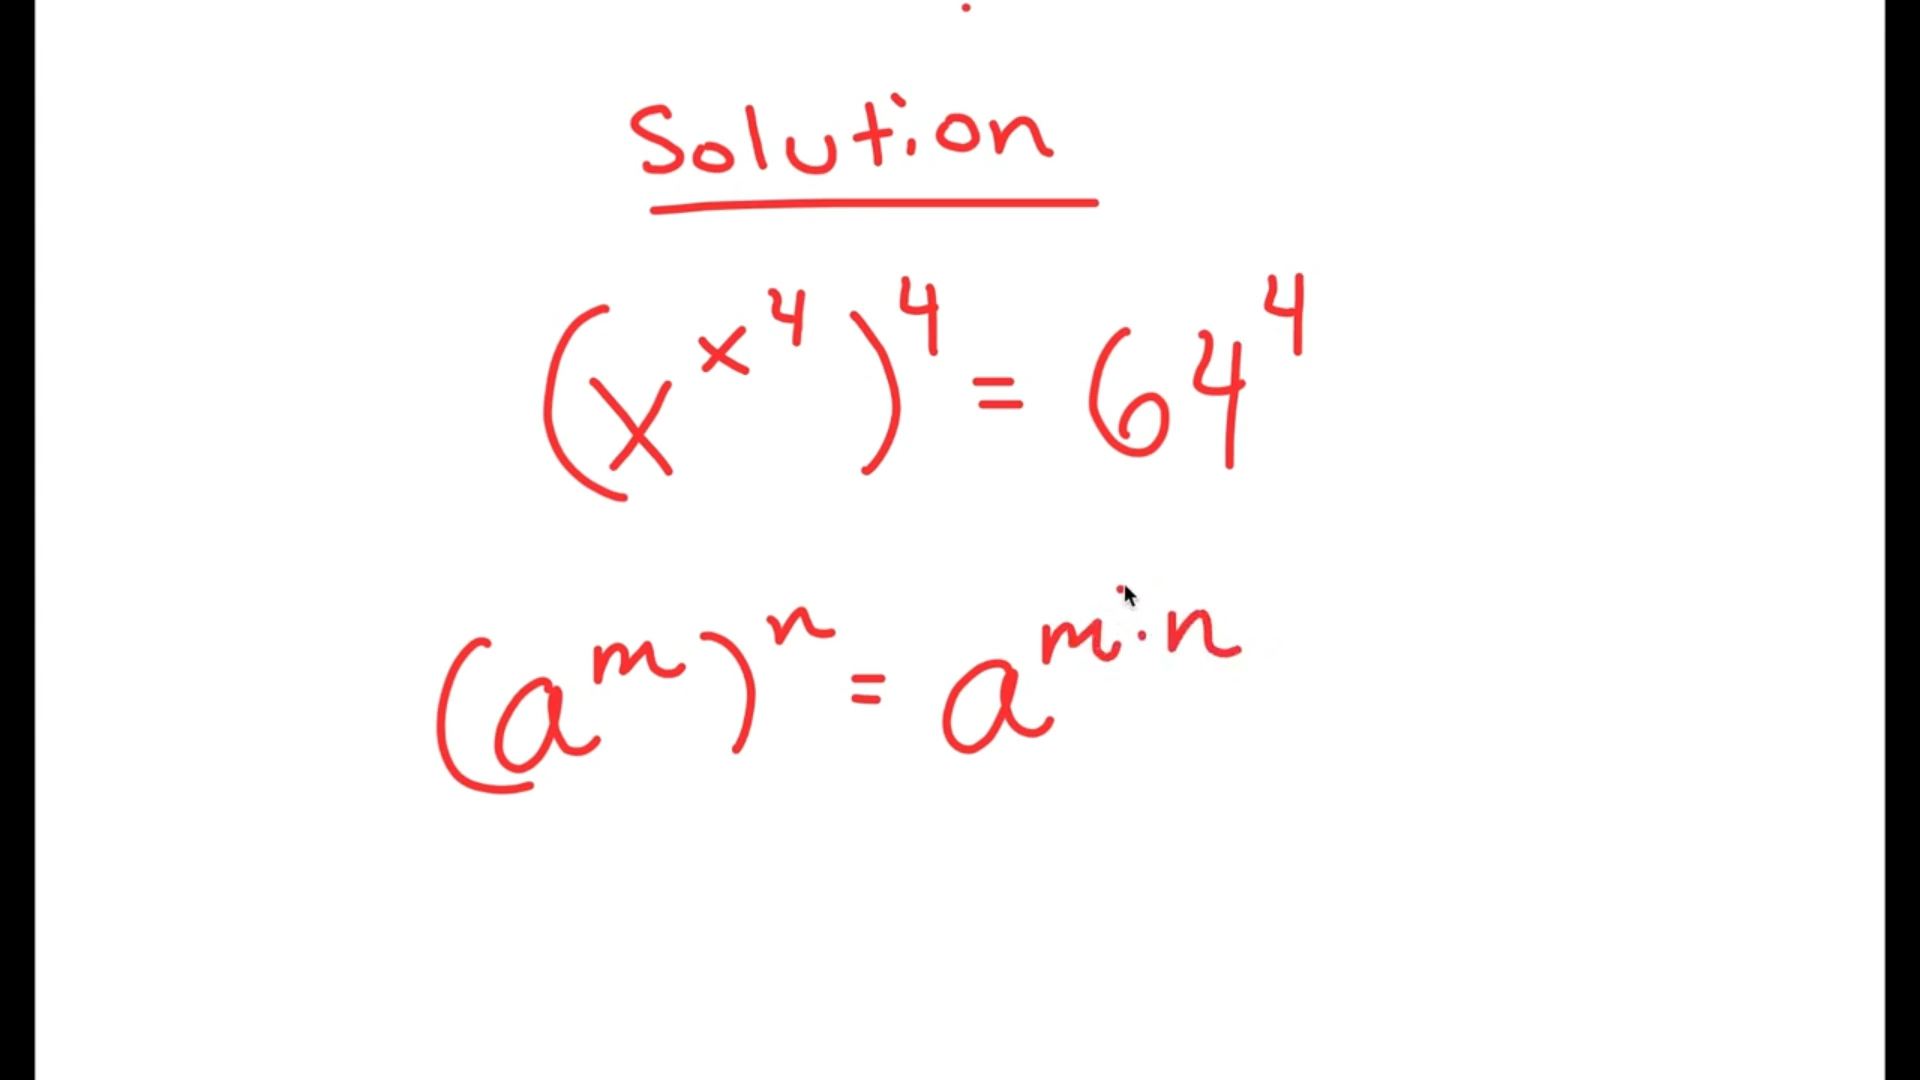 Solution
(x^{x^4})^4 = 64^4
(a^m)^n = a^{m·n}